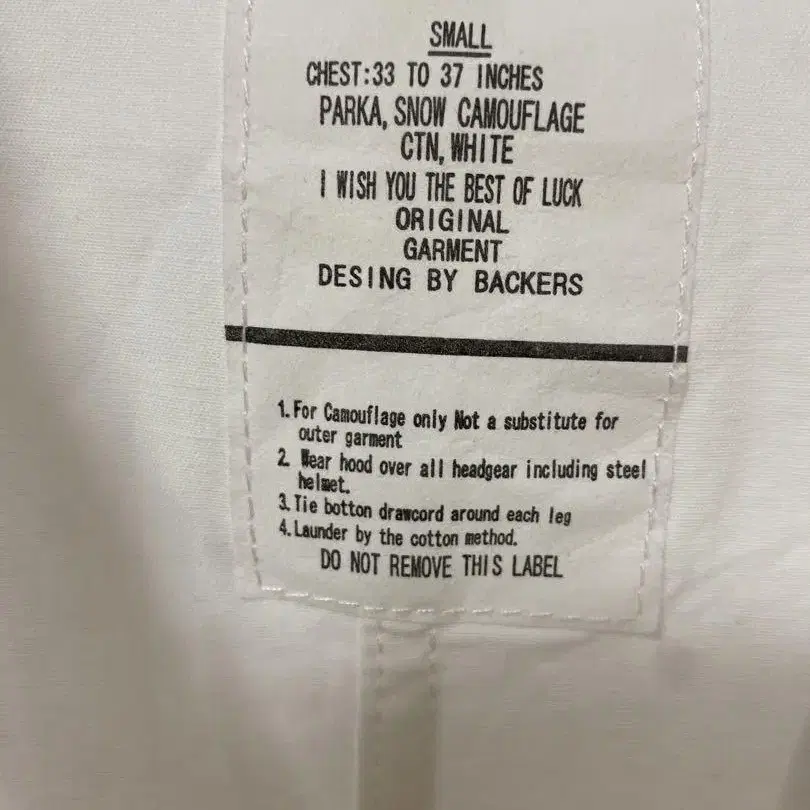 SMALL
CHEST:33 TO 37 INCHES
PARKA, SNOW CAMOUFLAGE
CTN, WHITE
I WISH YOU THE BEST OF LUCK
ORIGINAL
GARMENT
DESING BY BACKERS
1. For Camouflage only Not a substitute for
outer garment
2. Wear hood over all headgear including steel
helmet.
3. Tie botton drawcord around each leg
4. Launder by the cotton method.
DO NOT REMOVE THIS LABEL